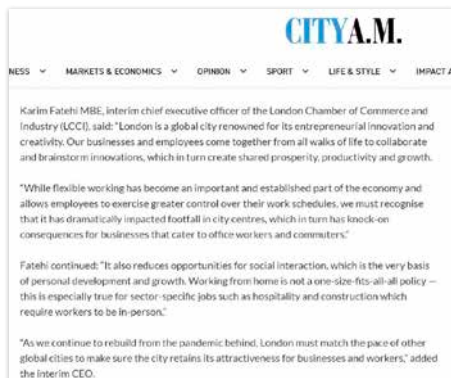 CITYA.M.
NESS MARKETS & ECONOMICS OPINION SPORT LIFE & STYLE IMPACT A
Karim Fatehi MBE, interim chief executive officer of the London Chamber of Commerce and
Industry (LCCI), said: "London is a global city renowned for its entrepreneurial innovation and
creativity. Our businesses and employees come together from all walks of life to collaborate
and brainstorm innovations, which in turn create shared prosperity, productivity and growth.
"While flexible working has become an important and established part of the economy and
allows employees to exercise greater control over their work schedules, we must recognise
that it has dramatically impacted footfall in city centres, which in turn has knock-on
consequences for businesses that cater to office workers and commuters."
Fatehi continued: "It also reduces opportunities for social interaction, which is the very basis
of personal development and growth. Working from home is not a one-size-fits-all-all policy —
this is especially true for sector-specific jobs such as hospitality and construction which
require workers to be in-person."
"As we continue to rebuild from the pandemic behind, London must match the pace of other
global cities to make sure the city retains its attractiveness for businesses and workers," added
the interim CEO.